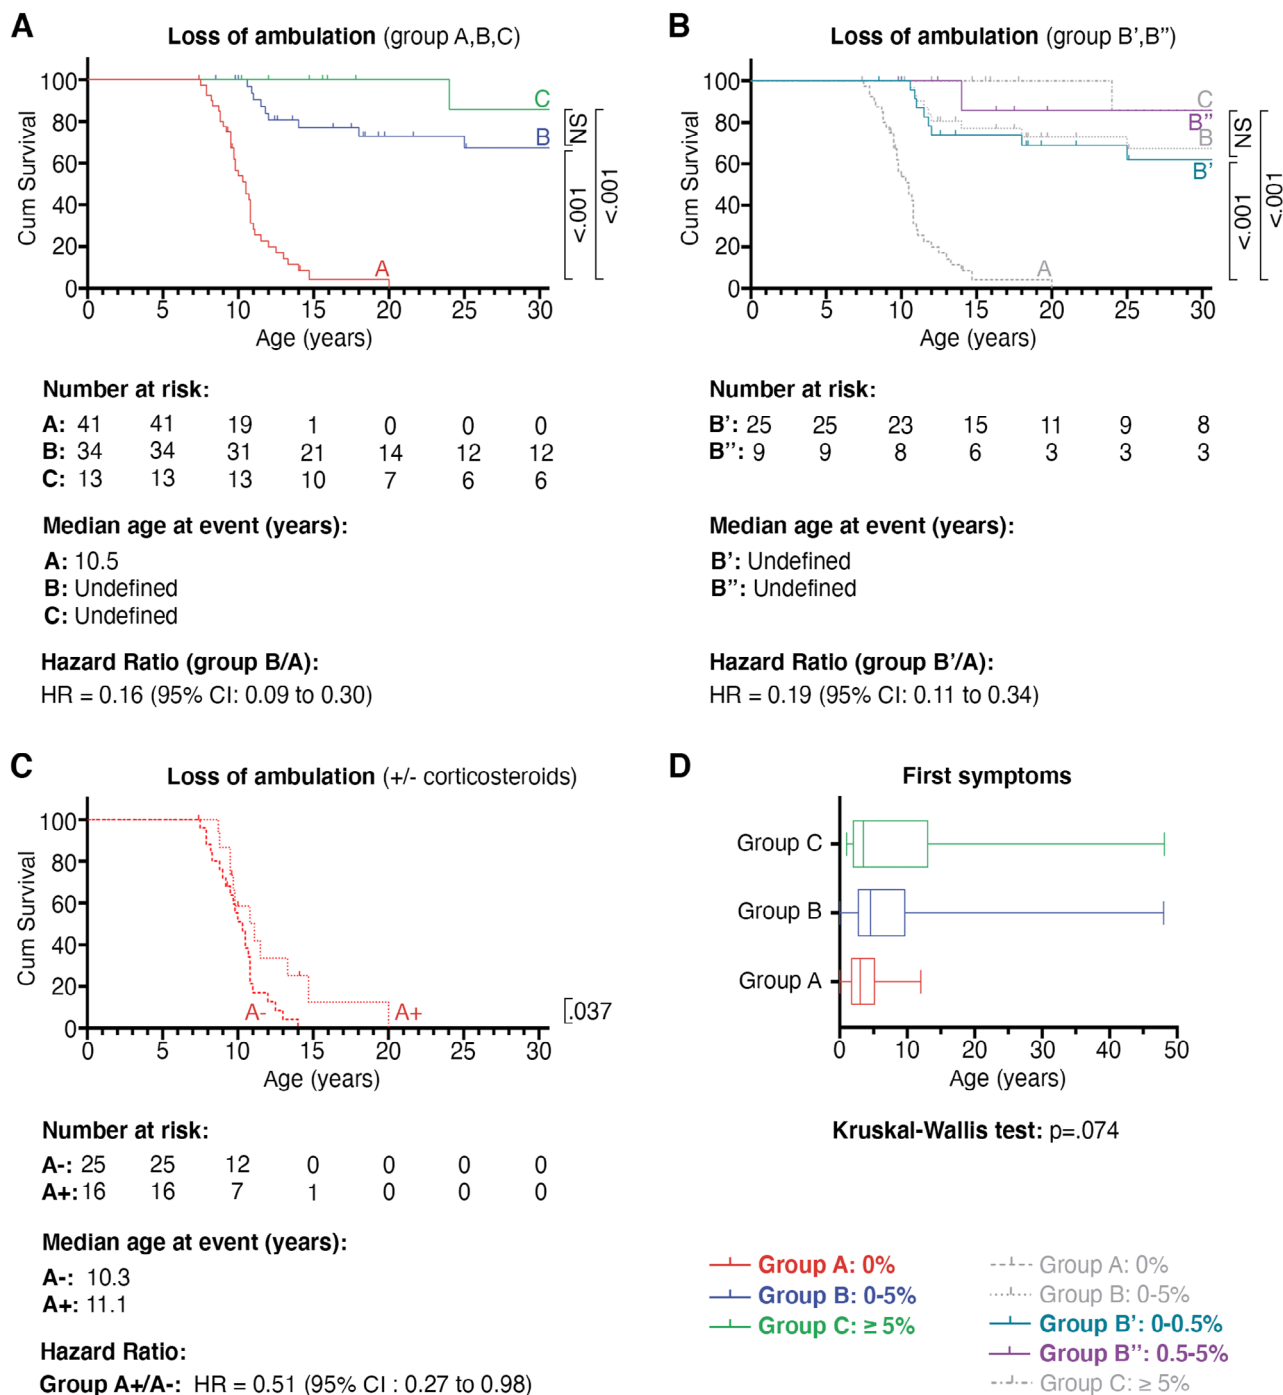 A
Loss of ambulation (group A,B,C)
Cum Survival
100
80
60
40
20
0
C
B
A
NS
<.001
<.001
0 5 10 15 20 25 30
Age (years)
Number at risk:
A: 41 41 19 1 0 0 0
B: 34 34 31 21 14 12 12
C: 13 13 13 10 7 6 6
Median age at event (years):
A: 10.5
B: Undefined
C: Undefined
Hazard Ratio (group B/A):
HR = 0.16 (95% CI: 0.09 to 0.30)
B
Loss of ambulation (group B’,B”)
Cum Survival
100
80
60
40
20
0
C
B”
B
B’
A
NS
<.001
<.001
0 5 10 15 20 25 30
Age (years)
Number at risk:
B’: 25 25 23 15 11 9 8
B”: 9 9 8 6 3 3 3
Median age at event (years):
B’: Undefined
B”: Undefined
Hazard Ratio (group B’/A):
HR = 0.19 (95% CI: 0.11 to 0.34)
C
Loss of ambulation (+/- corticosteroids)
Cum Survival
100
80
60
40
20
0
A-
A+
.037
0 5 10 15 20 25 30
Age (years)
Number at risk:
A-: 25 25 12 0 0 0 0
A+: 16 16 7 1 0 0 0
Median age at event (years):
A-: 10.3
A+: 11.1
Hazard Ratio:
Group A+/A-: HR = 0.51 (95% CI : 0.27 to 0.98)
D
First symptoms
Group C
Group B
Group A
0 10 20 30 40 50
Age (years)
Kruskal-Wallis test: p=.074
Group A: 0%
Group B: 0-5%
Group C: ≥ 5%
Group A: 0%
Group B: 0-5%
Group B’: 0-0.5%
Group B”: 0.5-5%
Group C: ≥ 5%